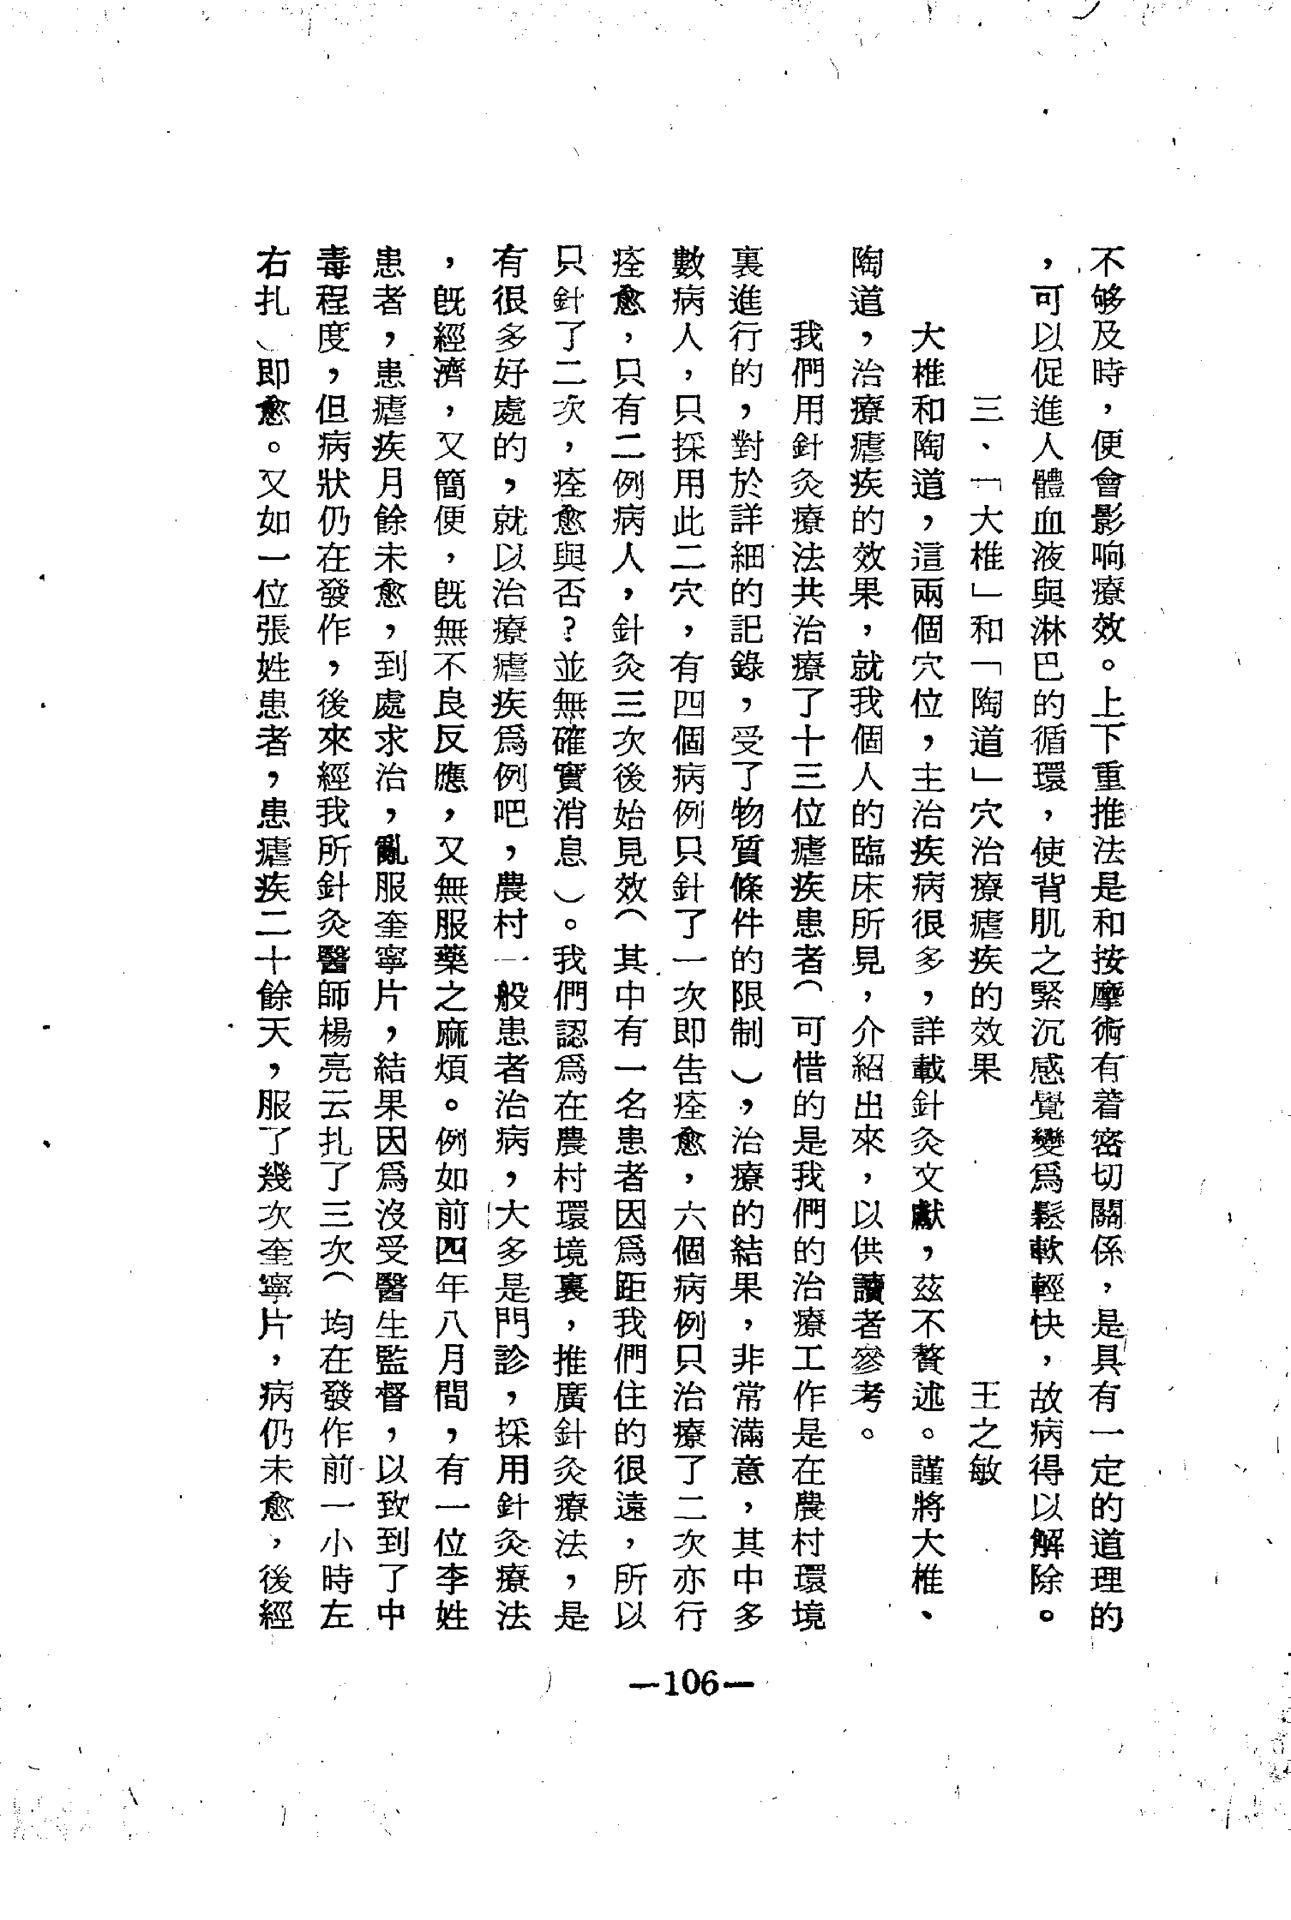 不够及時，便會影响療效。上下重推法是和按摩術有着密切關係，是具有一定的道理的
，可以促進人體血液與淋巴的循環，使背肌之緊沉感覺變爲鬆軟輕快，故病得以解除。
三、「大椎」和「陶道」穴治療瘧疾的效果　王之敏
大椎和陶道，這兩個穴位，主治疾病很多，詳載針灸文獻，茲不贅述。謹將大椎、
陶道，治療瘧疾的效果，就我個人的臨床所見，介紹出來，以供讀者參考。
我們用針灸療法共治療了十三位瘧疾患者（可惜的是我們的治療工作是在農村環境
裏進行的，對於詳細的記錄，受了物質條件的限制），治療的結果，非常滿意，其中多
數病人，只採用此二穴，有四個病例只針了一次即告痊愈，六個病例只治療了二次亦行
痊愈，只有二例病人，針灸三次後始見效（其中有一名患者因爲距我們住的很遠，所以
只針了二次，痊愈與否？並無確實消息）。我們認爲在農村環境裏，推廣針灸療法，是
有很多好處的，就以治療瘧疾爲例吧，農村一般患者治病，大多是門診，採用針灸療法
，旣經濟，又簡便，旣無不良反應，又無服藥之麻煩。例如前四年八月間，有一位李姓
患者，患瘧疾月餘未愈，到處求治，亂服奎寧片，結果因爲沒受醫生監督，以致到了中
毒程度，但病狀仍在發作，後來經我所針灸醫師楊亮云扎了三次（均在發作前一小時左
右扎）即愈。又如一位張姓患者，患瘧疾二十餘天，服了幾次奎寧片，病仍未愈，後經
—106—